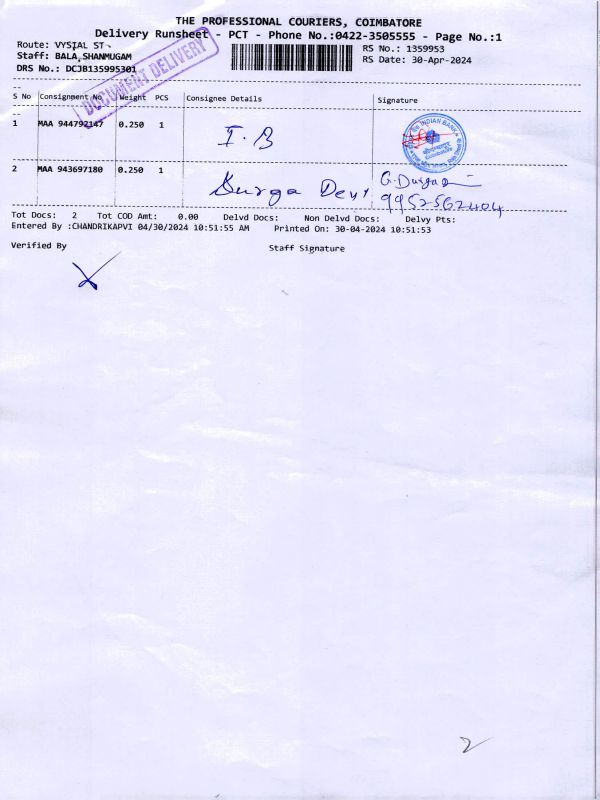 THE PROFESSIONAL COURIERS, COIMBATORE
Delivery Runsheet - PCT - Phone No.:0422-3505555 - Page No.:1
Route: VYSIAL ST-
Staff: BALA,SHANMUGAM
DRS No.: DCJB135995301
RS No.: 1359953
RS Date: 30-Apr-2024
DOCUMENT DELIVERY
S No Consignment No Weight PCS Consignee Details Signature
1 MAA 944792147 0.250 1 I.B
INDIAN BANK
Coimbatore
2 MAA 943697180 0.250 1 Durga Devi G. Durga
9952562404
Tot Docs: 2 Tot COD Amt: 0.00 Delvd Docs: Non Delvd Docs: Delvy Pts:
Entered By :CHANDRIKAPVI 04/30/2024 10:51:55 AM Printed On: 30-04-2024 10:51:53
Verified By Staff Signature
2